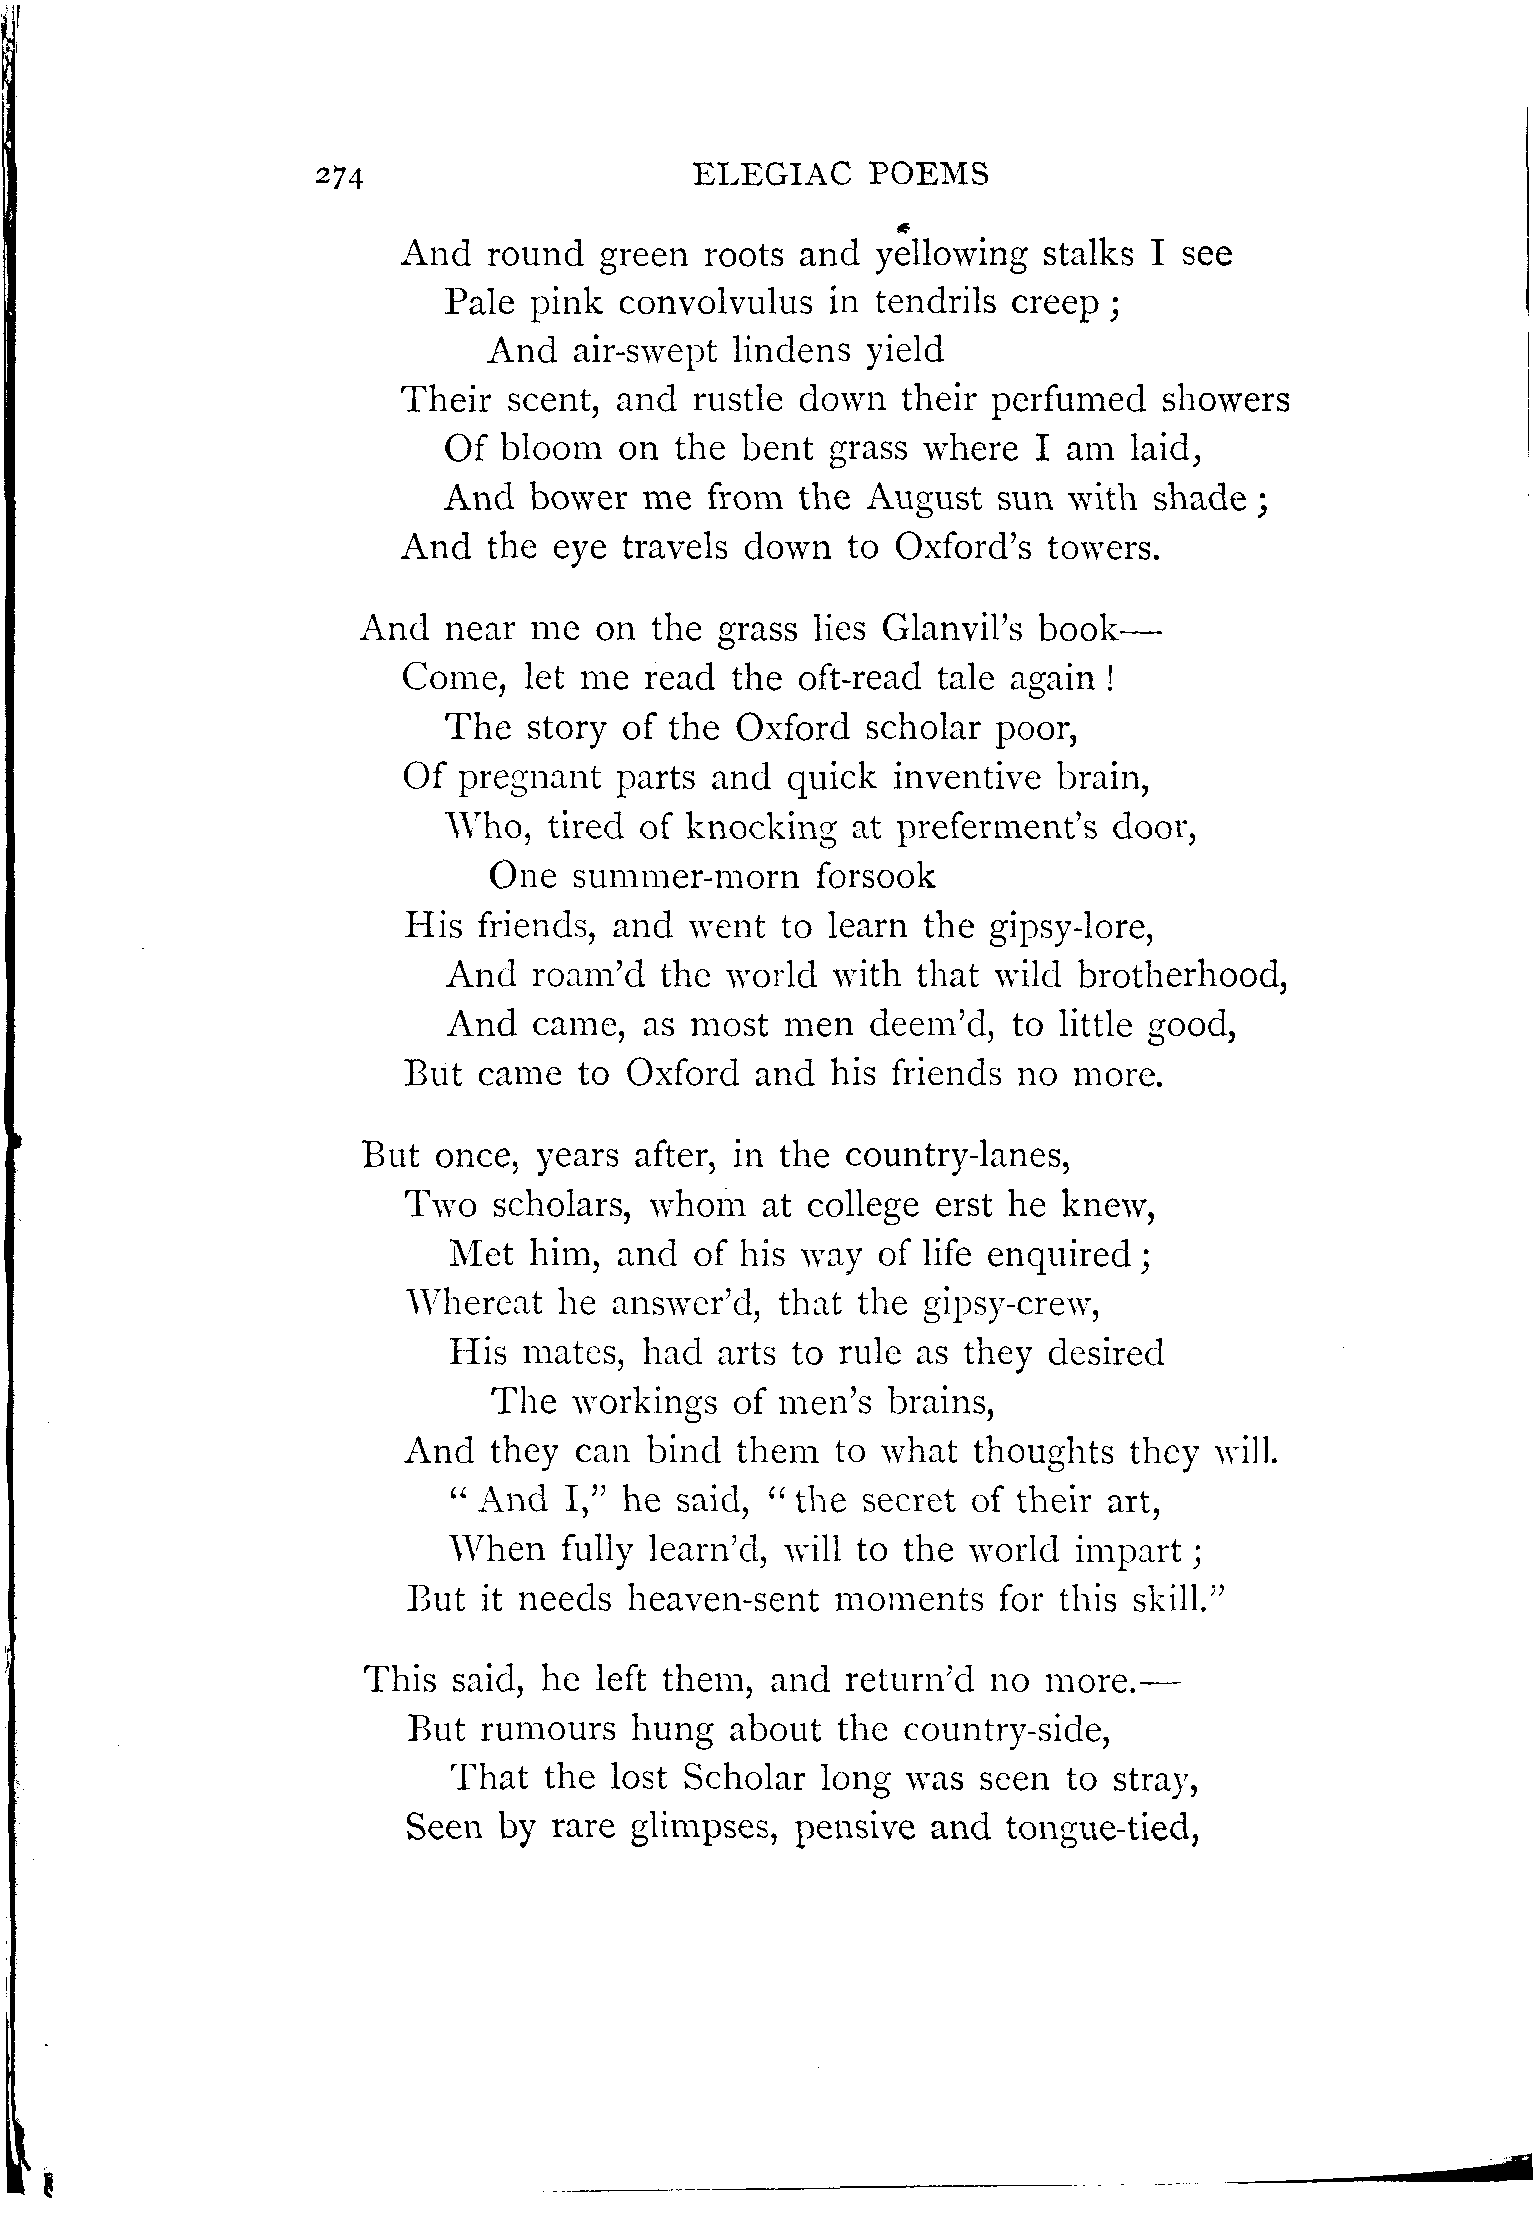 274 ELEGIAC POEMS
And round green roots and yellowing stalks I see
Pale pink convolvulus in tendrils creep ;
And air-swept lindens yield
Their scent, and rustle down their perfumed showers
Of bloom on the bent grass where I am laid,
And bower me from the August sun with shade ;
And the eye travels down to Oxford's towers.
And near me on the grass lies Glanvil's book—
Come, let me read the oft-read tale again !
The story of the Oxford scholar poor,
Of pregnant parts and quick inventive brain,
Who, tired of knocking at preferment's door,
One summer-morn forsook
His friends, and went to learn the gipsy-lore,
And roam'd the world with that wild brotherhood,
And came, as most men deem'd, to little good,
But came to Oxford and his friends no more.
But once, years after, in the country-lanes,
Two scholars, whom at college erst he knew,
Met him, and of his way of life enquired ;
Whereat he answer'd, that the gipsy-crew,
His mates, had arts to rule as they desired
The workings of men's brains,
And they can bind them to what thoughts they will.
“ And I,” he said, “ the secret of their art,
When fully learn'd, will to the world impart ;
But it needs heaven-sent moments for this skill.”
This said, he left them, and return'd no more.—
But rumours hung about the country-side,
That the lost Scholar long was seen to stray,
Seen by rare glimpses, pensive and tongue-tied,